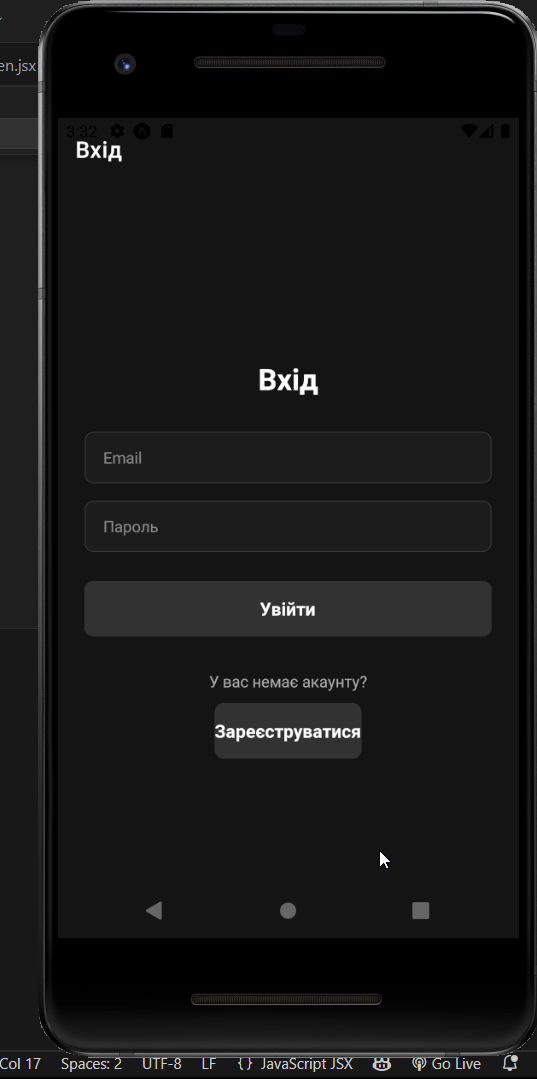 en.jsx
3:32
Вхід
Вхід
Email
Пароль
Увійти
У вас немає акаунту?
Зареєструватися
Col 17 Spaces: 2 UTF-8 LF {} JavaScript JSX Go Live